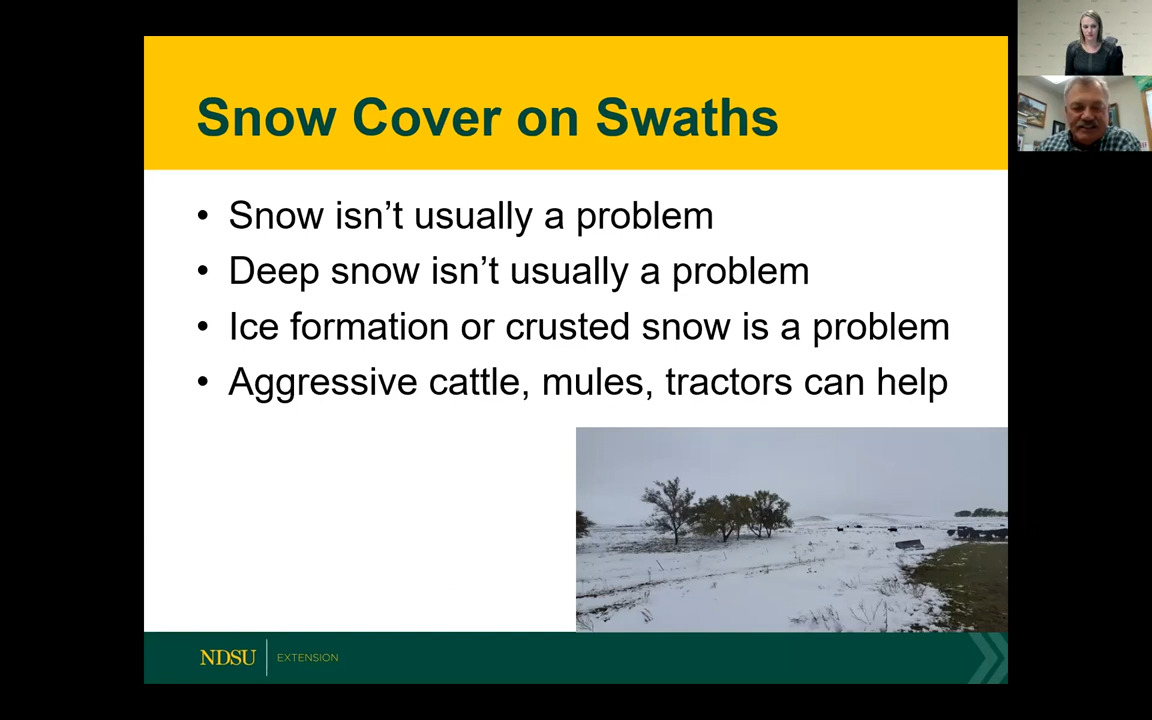 Snow Cover on Swaths
• Snow isn’t usually a problem
• Deep snow isn’t usually a problem
• Ice formation or crusted snow is a problem
• Aggressive cattle, mules, tractors can help
NDSU EXTENSION